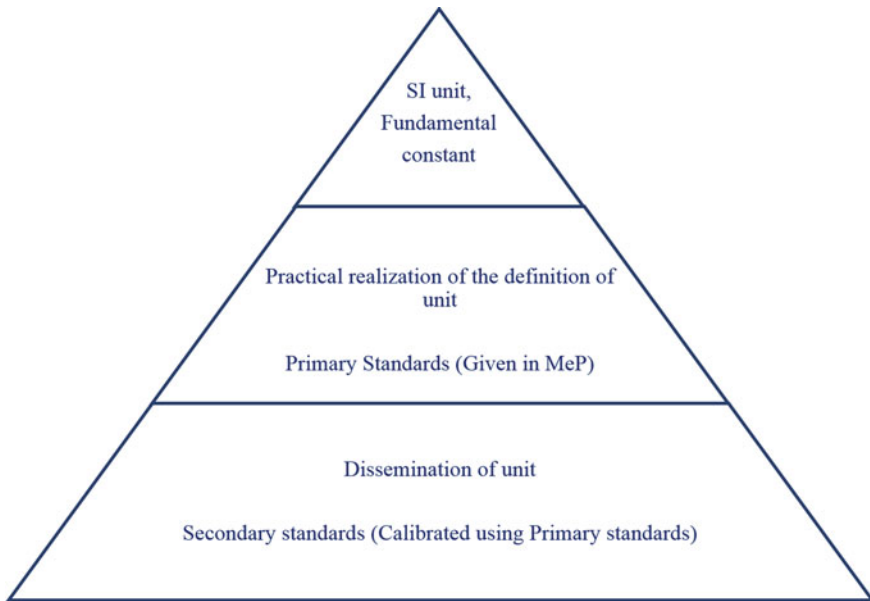 SI unit,
Fundamental
constant
Practical realization of the definition of
unit
Primary Standards (Given in MeP)
Dissemination of unit
Secondary standards (Calibrated using Primary standards)